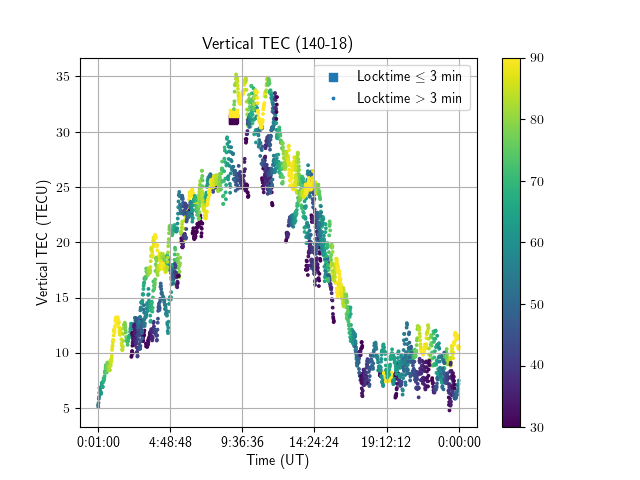 Vertical TEC (140-18)
Locktime ≤ 3 min
Locktime > 3 min
35
30
25
20
15
10
5
Vertical TEC (TECU)
0:01:00 4:48:48 9:36:36 14:24:24 19:12:12 0:00:00
Time (UT)
90
80
70
60
50
40
30